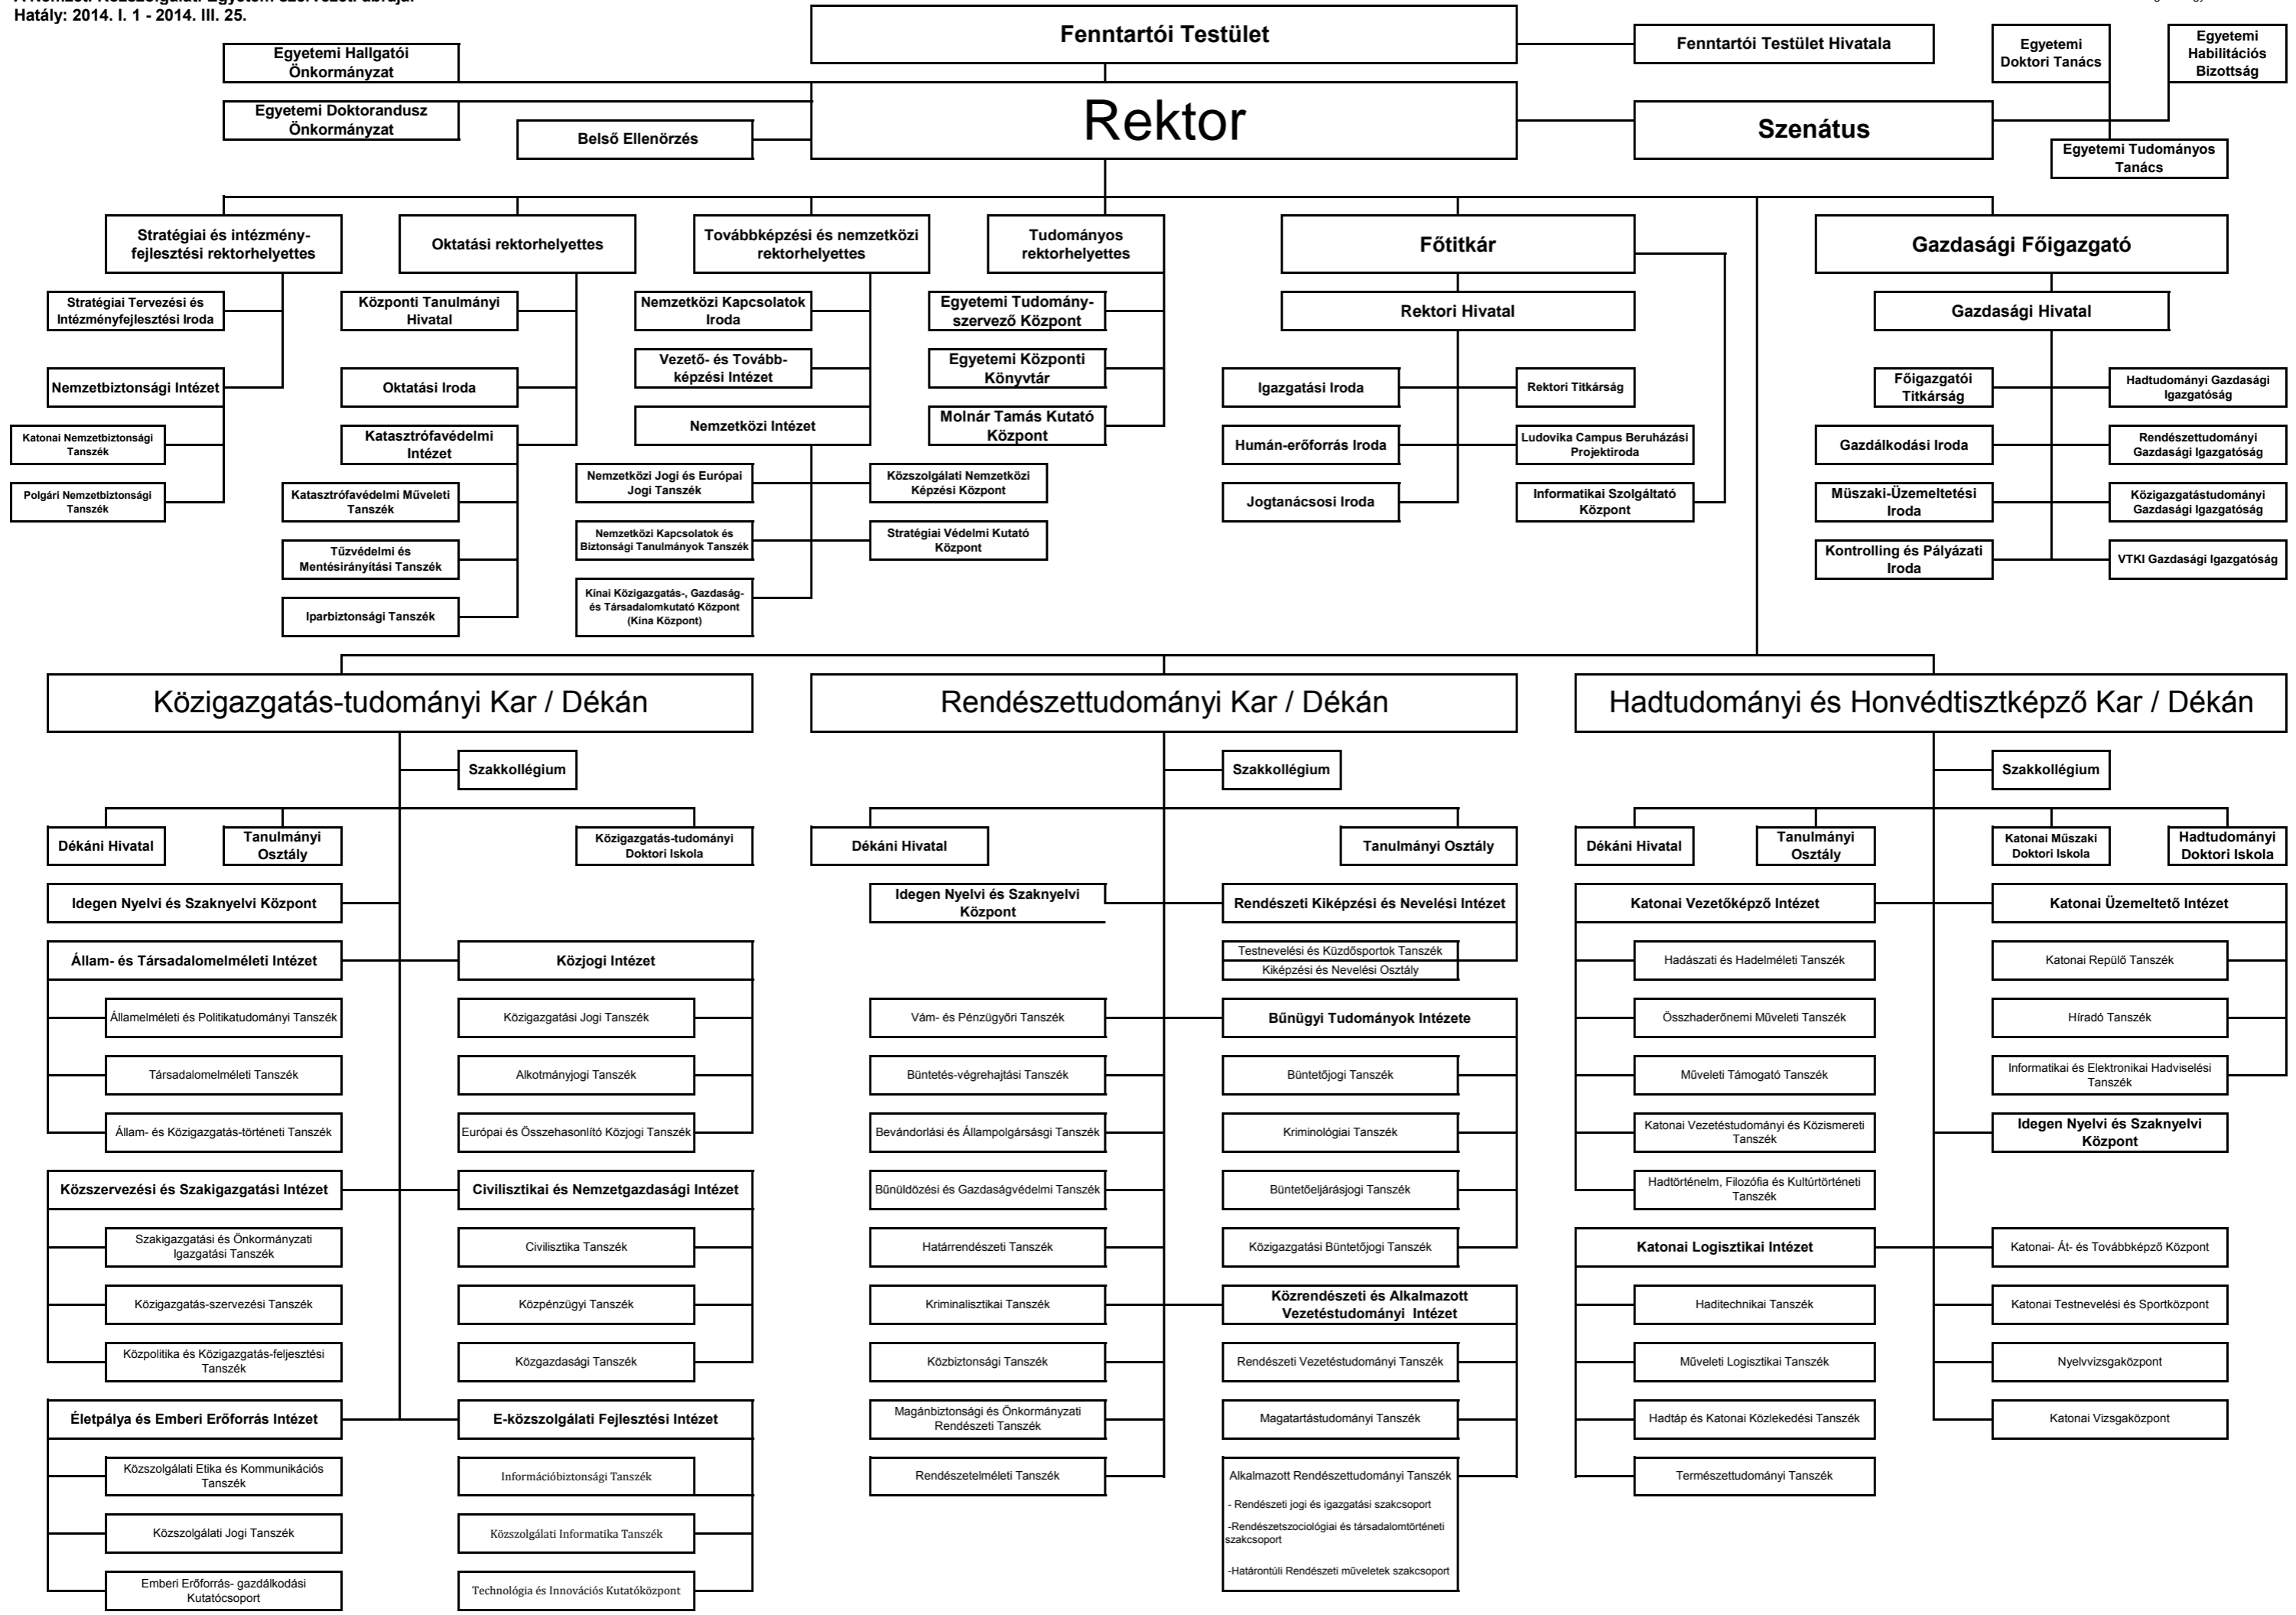 Hatály: 2014. I. 1 - 2014. III. 25.
Fenntartói Testület
Fenntartói Testület Hivatala
Egyetemi
Doktori Tanács
Egyetemi
Habilitációs
Bizottság
Egyetemi Hallgatói
Önkormányzat
Egyetemi Doktorandusz
Önkormányzat
Belső Ellenörzés
Rektor
Szenátus
Egyetemi Tudományos
Tanács
Stratégiai és intézmény-
fejlesztési rektorhelyettes
Oktatási rektorhelyettes
Továbbképzési és nemzetközi
rektorhelyettes
Tudományos
rektorhelyettes
Főtitkár
Gazdasági Főigazgató
Stratégiai Tervezési és
Intézményfejlesztési Iroda
Nemzetbiztonsági Intézet
Katonai Nemzetbiztonsági
Tanszék
Polgári Nemzetbiztonsági
Tanszék
Központi Tanulmányi
Hivatal
Oktatási Iroda
Katasztrófavédelmi
Intézet
Katasztrófavédelmi Műveleti
Tanszék
Tűzvédelmi és
Mentésirányítási Tanszék
Iparbiztonsági Tanszék
Nemzetközi Kapcsolatok
Iroda
Vezető- és Tovább-
képzési Intézet
Nemzetközi Intézet
Nemzetközi Jogi és Európai
Jogi Tanszék
Közszolgálati Nemzetközi
Képzési Központ
Nemzetközi Kapcsolatok és
Biztonsági Tanulmányok Tanszék
Stratégiai Védelmi Kutató
Központ
Kínai Közigazgatás-, Gazdaság-
és Társadalomkutató Központ
(Kína Központ)
Egyetemi Tudomány-
szervező Központ
Egyetemi Központi
Könyvtár
Molnár Tamás Kutató
Központ
Rektori Hivatal
Igazgatási Iroda
Rektori Titkárság
Humán-erőforrás Iroda
Ludovika Campus Beruházási
Projektiroda
Jogtanácsosi Iroda
Informatikai Szolgáltató
Központ
Gazdasági Hivatal
Főigazgatói
Titkárság
Hadtudományi Gazdasági
Igazgatóság
Gazdálkodási Iroda
Rendészettudományi
Gazdasági Igazgatóság
Műszaki-Üzemeltetési
Iroda
Közigazgatástudományi
Gazdasági Igazgatóság
Kontrolling és Pályázati
Iroda
VTKI Gazdasági Igazgatóság
Közigazgatás-tudományi Kar / Dékán
Szakkollégium
Dékáni Hivatal
Tanulmányi
Osztály
Közigazgatás-tudományi
Doktori Iskola
Idegen Nyelvi és Szaknyelvi Központ
Állam- és Társadalomelméleti Intézet
Államelméleti és Politikatudományi Tanszék
Társadalomelméleti Tanszék
Állam- és Közigazgatás-történeti Tanszék
Közjogi Intézet
Közigazgatási Jogi Tanszék
Alkotmányjogi Tanszék
Európai és Összehasonlító Közjogi Tanszék
Közszervezési és Szakigazgatási Intézet
Szakigazgatási és Önkormányzati
Igazgatási Tanszék
Közigazgatás-szervezési Tanszék
Közpolitika és Közigazgatás-feljesztési
Tanszék
Civilisztikai és Nemzetgazdasági Intézet
Civilisztika Tanszék
Közpénzügyi Tanszék
Közgazdasági Tanszék
Életpálya és Emberi Erőforrás Intézet
Közszolgálati Etika és Kommunikációs
Tanszék
Közszolgálati Jogi Tanszék
Emberi Erőforrás- gazdálkodási
Kutatócsoport
E-közszolgálati Fejlesztési Intézet
Információbiztonsági Tanszék
Közszolgálati Informatika Tanszék
Technológia és Innovációs Kutatóközpont
Rendészettudományi Kar / Dékán
Szakkollégium
Dékáni Hivatal
Tanulmányi Osztály
Idegen Nyelvi és Szaknyelvi
Központ
Vám- és Pénzügyőri Tanszék
Büntetés-végrehajtási Tanszék
Bevándorlási és Állampolgársásgi Tanszék
Bűnüldözési és Gazdaságvédelmi Tanszék
Határrendészeti Tanszék
Kriminalisztikai Tanszék
Közbiztonsági Tanszék
Magánbiztonsági és Önkormányzati
Rendészeti Tanszék
Rendészetelméleti Tanszék
Rendészeti Kiképzési és Nevelési Intézet
Testnevelési és Küzdősportok Tanszék
Kiképzési és Nevelési Osztály
Bűnügyi Tudományok Intézete
Büntetőjogi Tanszék
Kriminológiai Tanszék
Büntetőeljárásjogi Tanszék
Közigazgatási Büntetőjogi Tanszék
Közrendészeti és Alkalmazott
Vezetéstudományi Intézet
Rendészeti Vezetéstudományi Tanszék
Magatartástudományi Tanszék
Alkalmazott Rendészettudományi Tanszék
- Rendészeti jogi és igazgatási szakcsoport
-Rendészetszociológiai és társadalomtörténeti
szakcsoport
-Határontúli Rendészeti műveletek szakcsoport
Hadtudományi és Honvédtisztképző Kar / Dékán
Szakkollégium
Dékáni Hivatal
Tanulmányi
Osztály
Katonai Műszaki
Doktori Iskola
Hadtudományi
Doktori Iskola
Katonai Vezetőképző Intézet
Hadászati és Hadelméleti Tanszék
Összhaderőnemi Műveleti Tanszék
Műveleti Támogató Tanszék
Katonai Vezetéstudományi és Közismereti
Tanszék
Hadtörténelm, Filozófia és Kultúrtörténeti
Tanszék
Katonai Logisztikai Intézet
Haditechnikai Tanszék
Műveleti Logisztikai Tanszék
Hadtáp és Katonai Közlekedési Tanszék
Természettudományi Tanszék
Katonai Üzemeltető Intézet
Katonai Repülő Tanszék
Híradó Tanszék
Informatikai és Elektronikai Hadviselési
Tanszék
Idegen Nyelvi és Szaknyelvi
Központ
Katonai- Át- és Továbbképző Központ
Katonai Testnevelési és Sportközpont
Nyelvvizsgaközpont
Katonai Vizsgaközpont